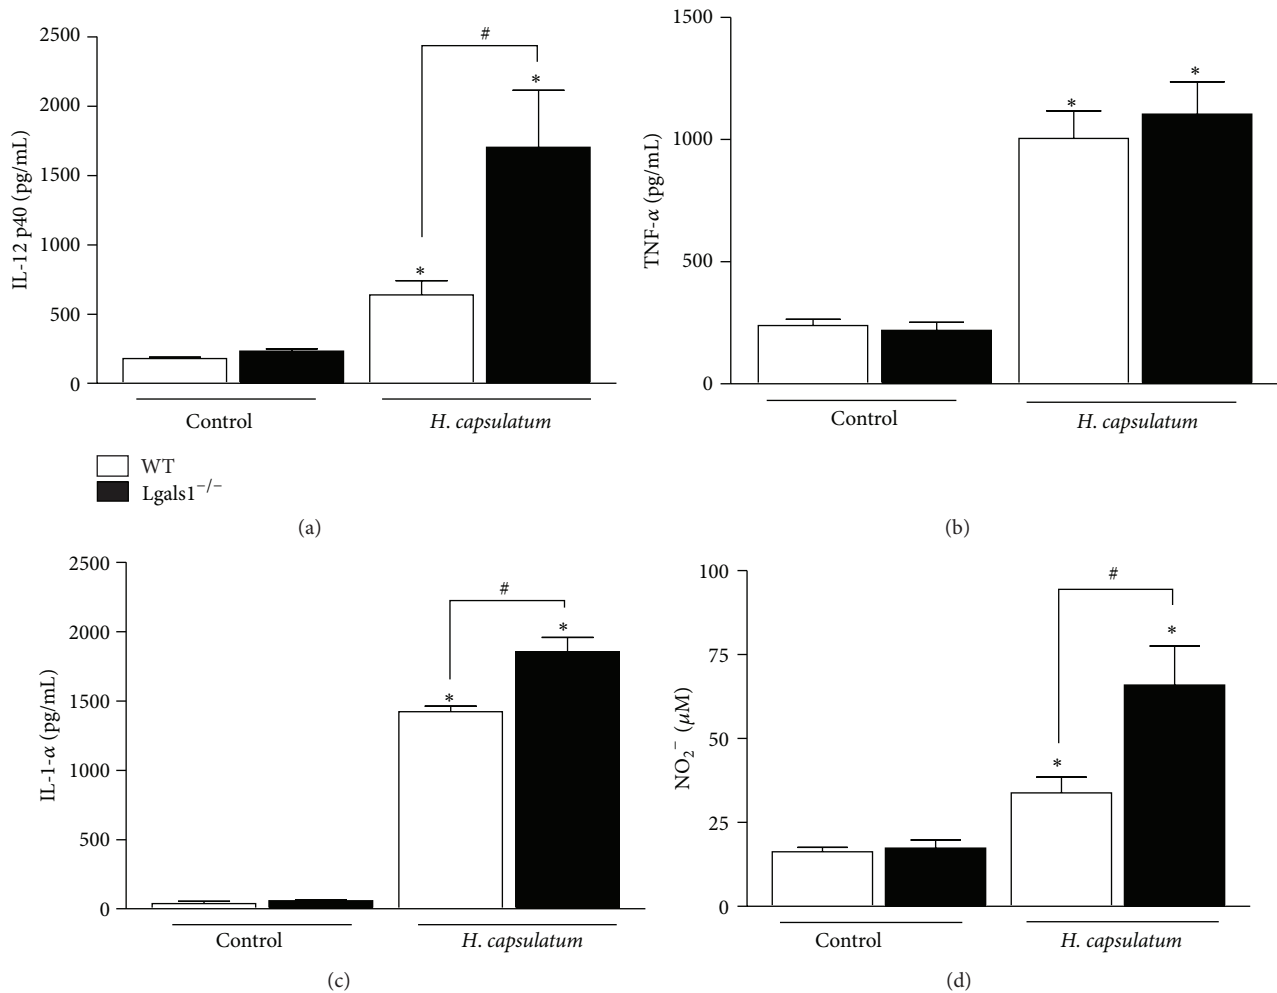 2500
2000
1500
1000
500
0
IL-12 p40 (pg/mL)
#
*
*
Control
H. capsulatum
WT
Lgals1⁻/⁻
(a)
1500
1000
500
0
TNF-α (pg/mL)
*
*
Control
H. capsulatum
(b)
2500
2000
1500
1000
500
0
IL-1-α (pg/mL)
#
*
*
Control
H. capsulatum
(c)
100
75
50
25
0
NO₂⁻ (μM)
#
*
*
Control
H. capsulatum
(d)